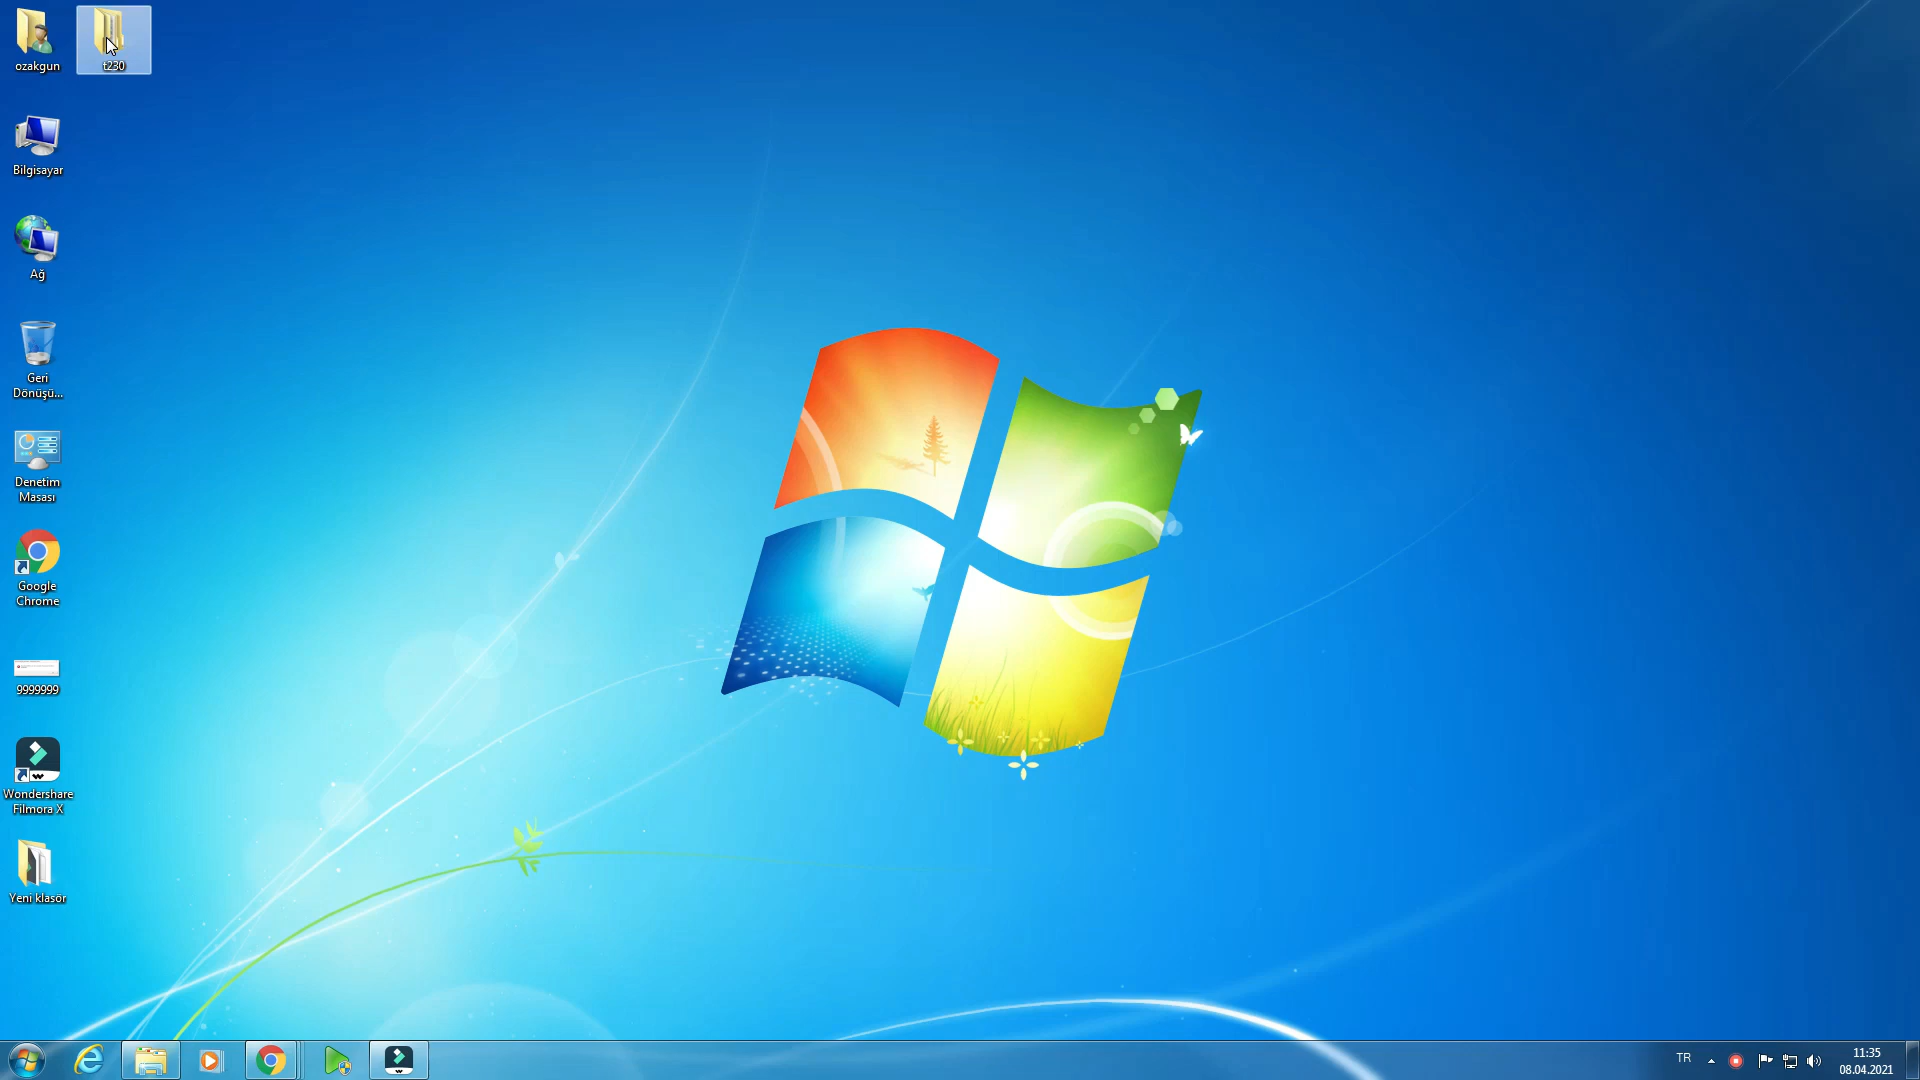 ozakgun
t230
Bilgisayar
Ağ
Geri
Dönüşü...
Denetim
Masası
Google
Chrome
9999999
Wondershare
Filmora X
Yeni klasör
TR
11:35
08.04.2021